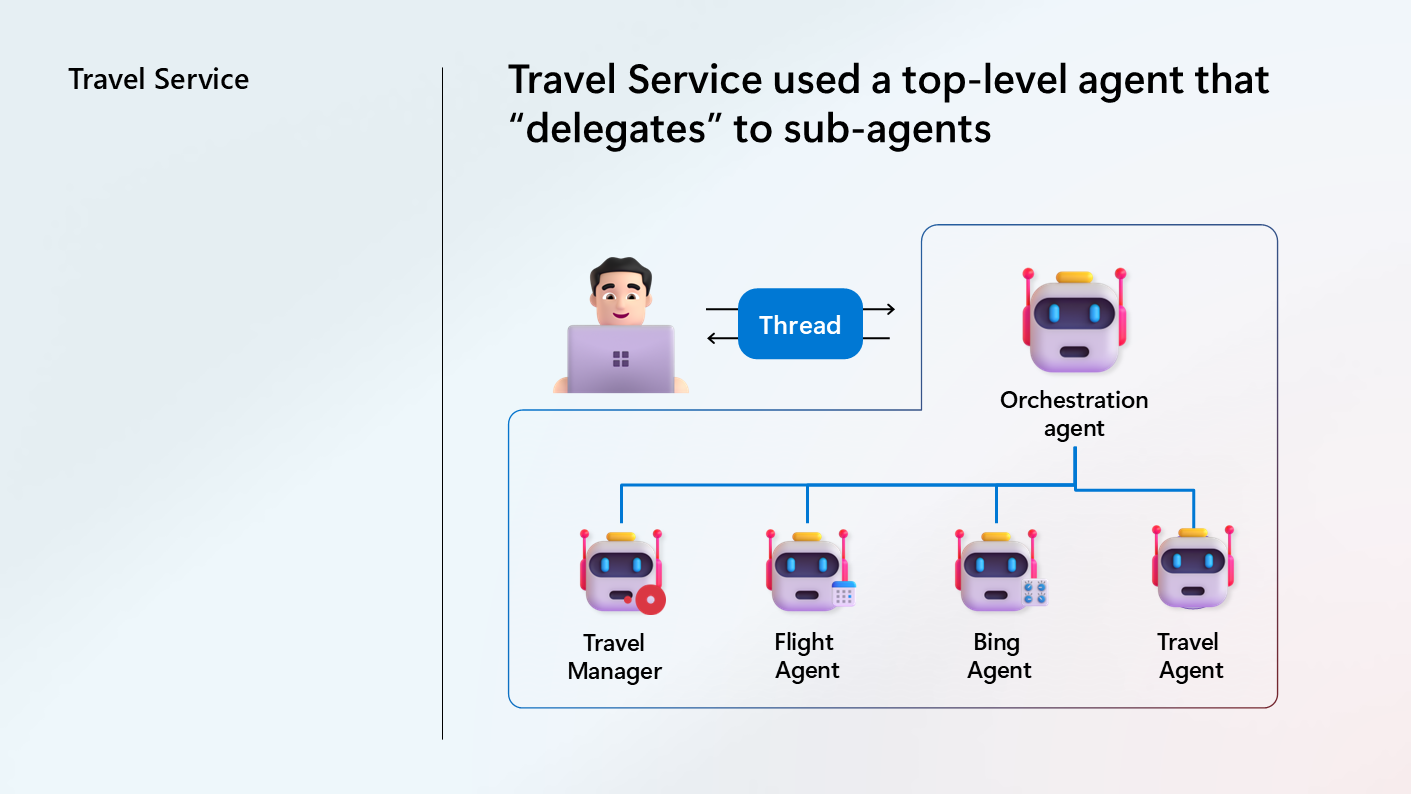 Travel Service
Travel Service used a top-level agent that
“delegates” to sub-agents
Thread
Orchestration
agent
Travel
Manager
Flight
Agent
Bing
Agent
Travel
Agent